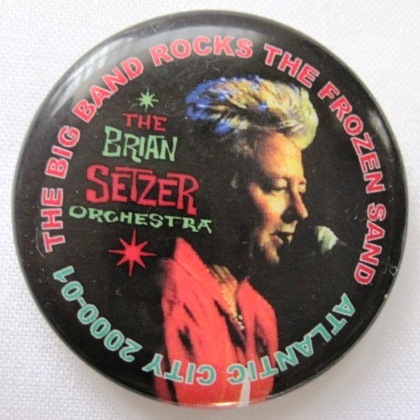 THE BIG BAND ROCKS THE FROZEN SAND
THE
BRIAN
SETZER
ORCHESTRA
ATLANTIC CITY 2000-01